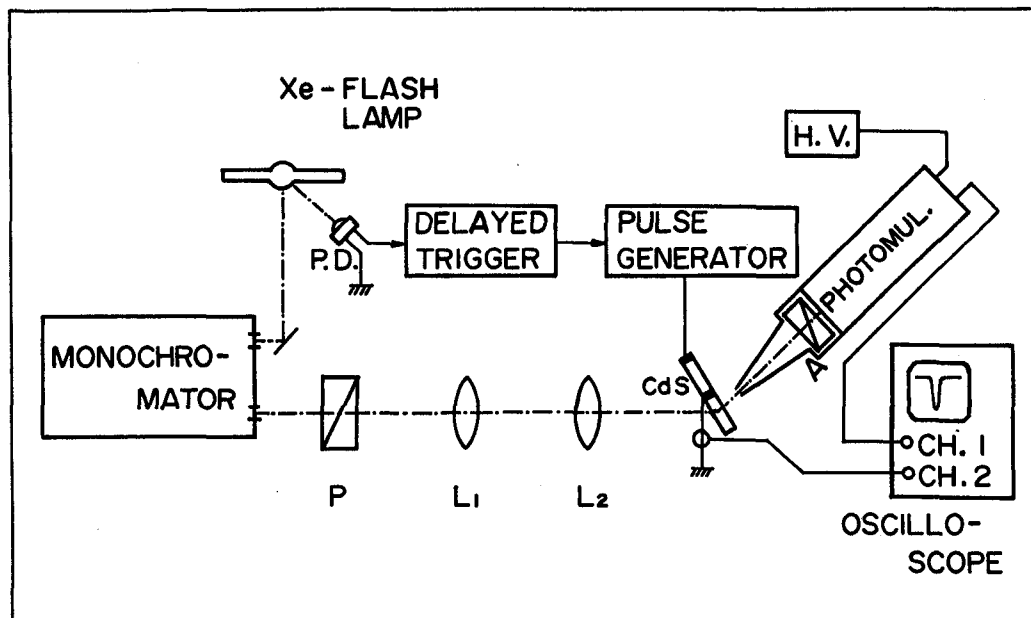 Xe-FLASH
LAMP
H. V.
P.D.
DELAYED
TRIGGER
PULSE
GENERATOR
PHOTOMUL.
A
MONOCHRO-
MATOR
CdS
P
L1
L2
CH. 1
CH. 2
OSCILLO-
SCOPE